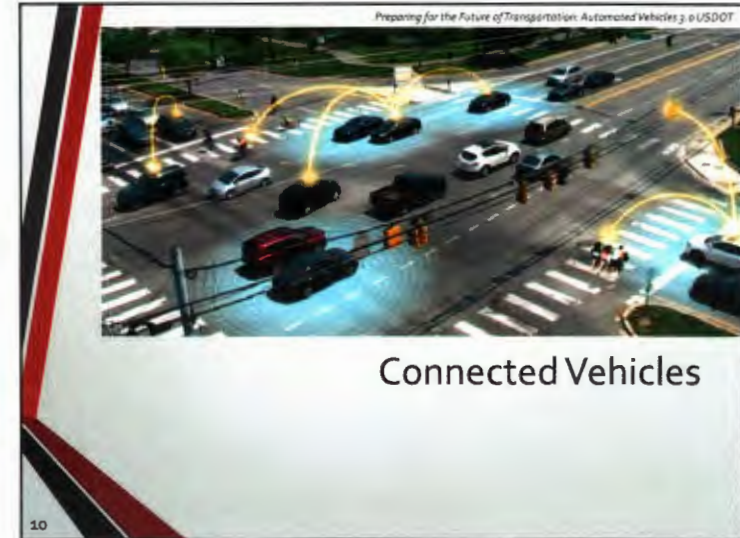 Preparing for the Future of Transportation: Automated Vehicles 3.0 USDOT
Connected Vehicles
10